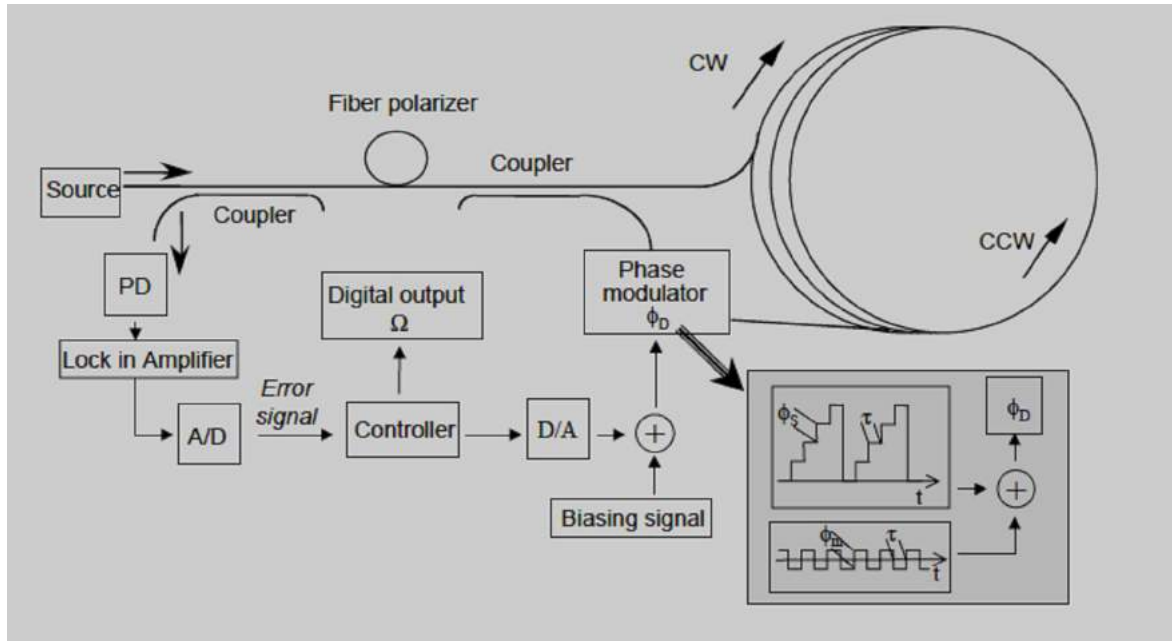 CW
Fiber polarizer
Coupler
Source
Coupler
CCW
PD
Phase
modulator
ϕD
Digital output
Ω
Lock in Amplifier
Error
signal
A/D
Controller
D/A
+
Biasing signal
ϕS
τ
t
ϕD
+
ϕm
τ
t